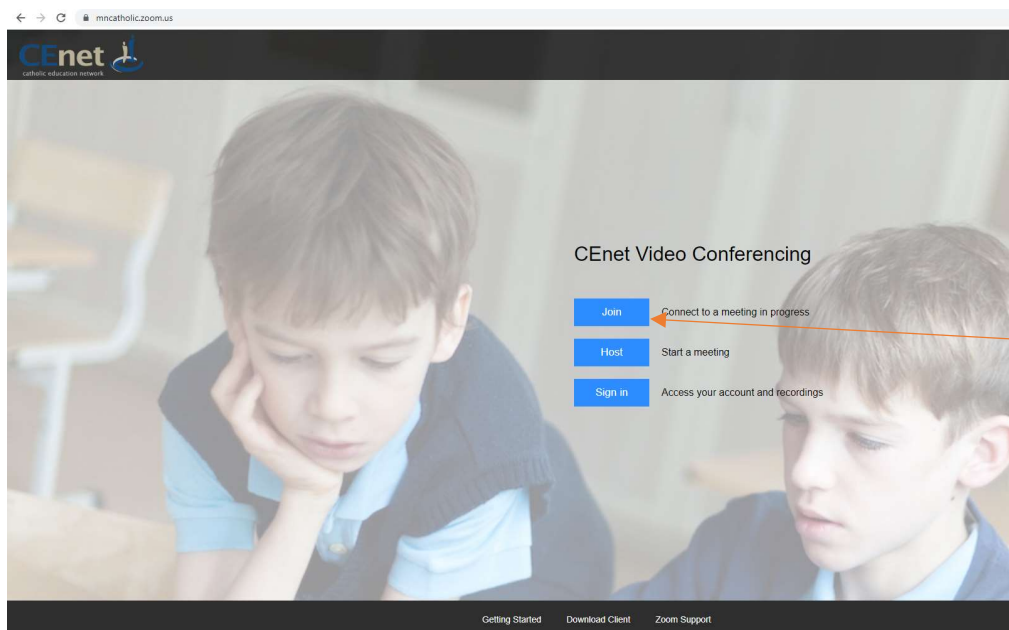 mncatholic.zoom.us
CEnet
catholic education network
CEnet Video Conferencing
Join Connect to a meeting in progress
Host Start a meeting
Sign in Access your account and recordings
Getting Started Download Client Zoom Support